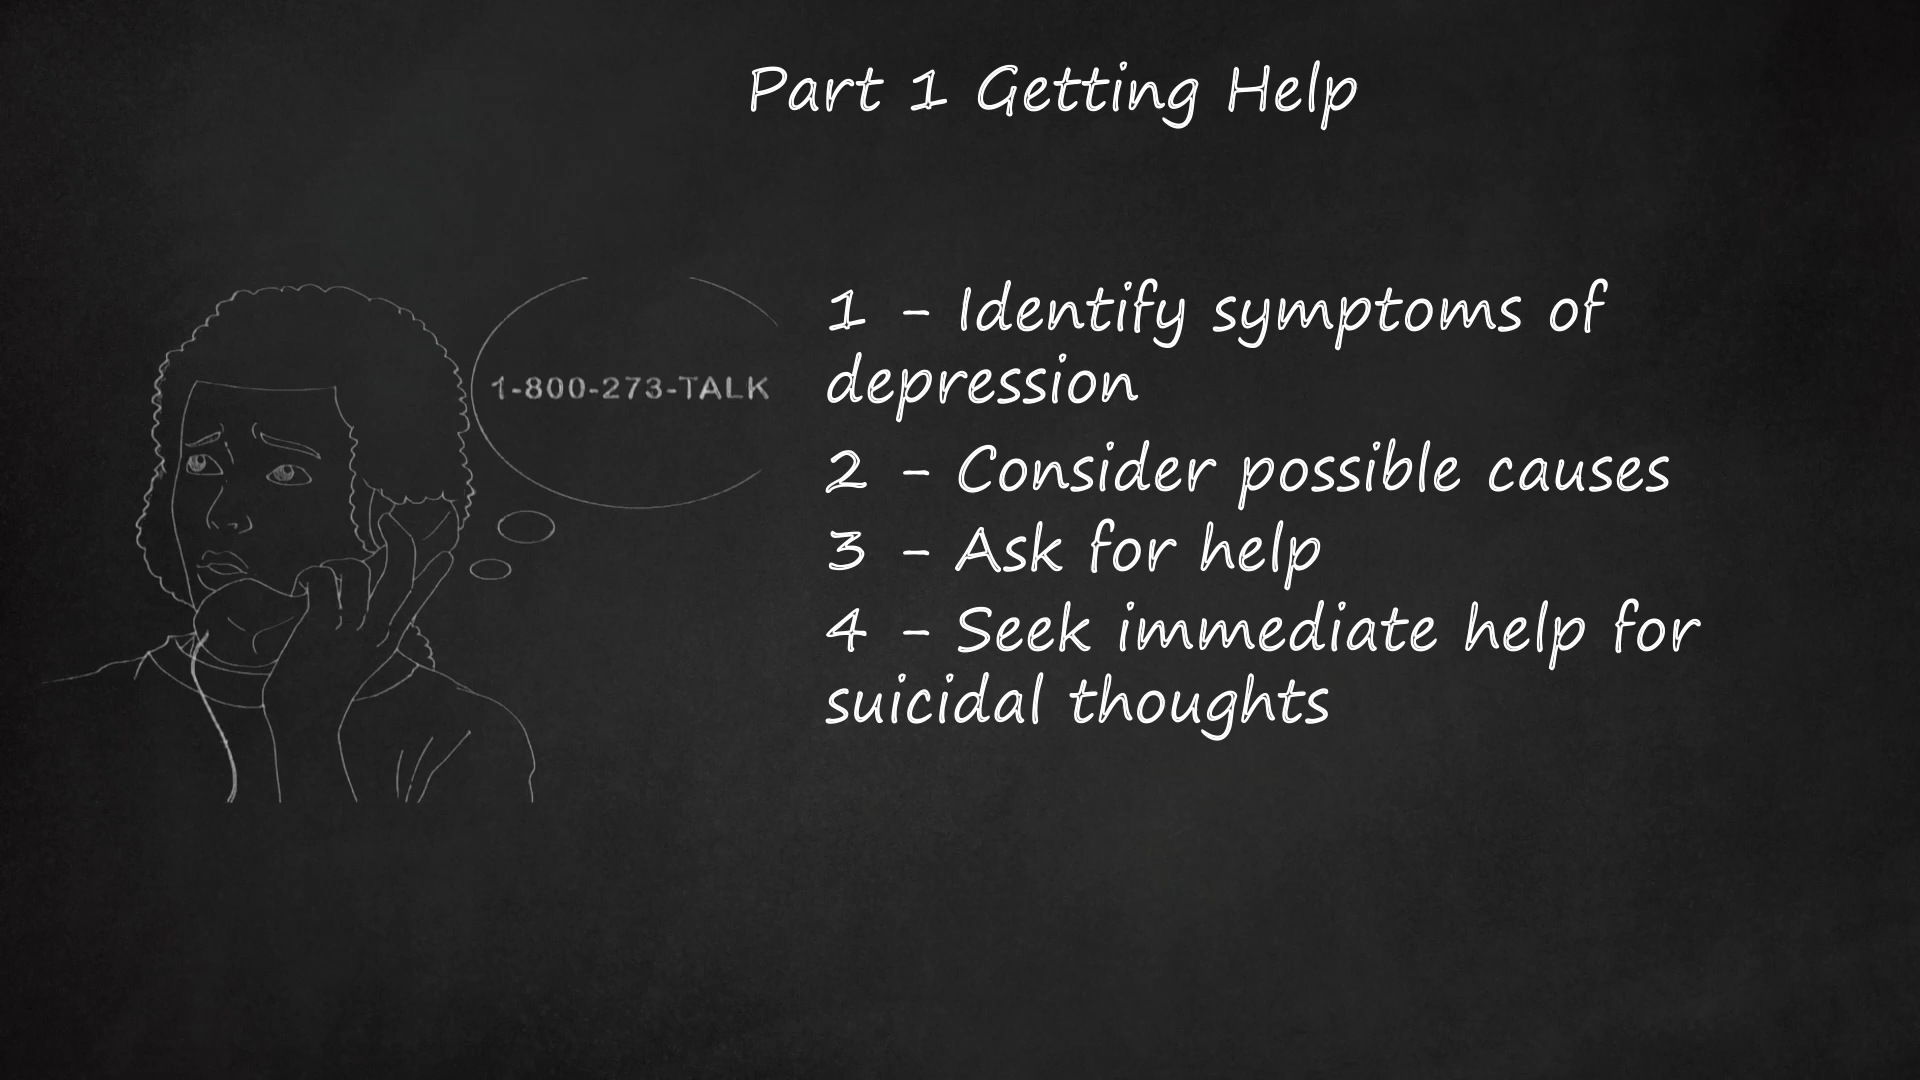 Part 1 Getting Help
1-800-273-TALK
1 - Identify symptoms of
depression
2 - Consider possible causes
3 - Ask for help
4 - Seek immediate help for
suicidal thoughts